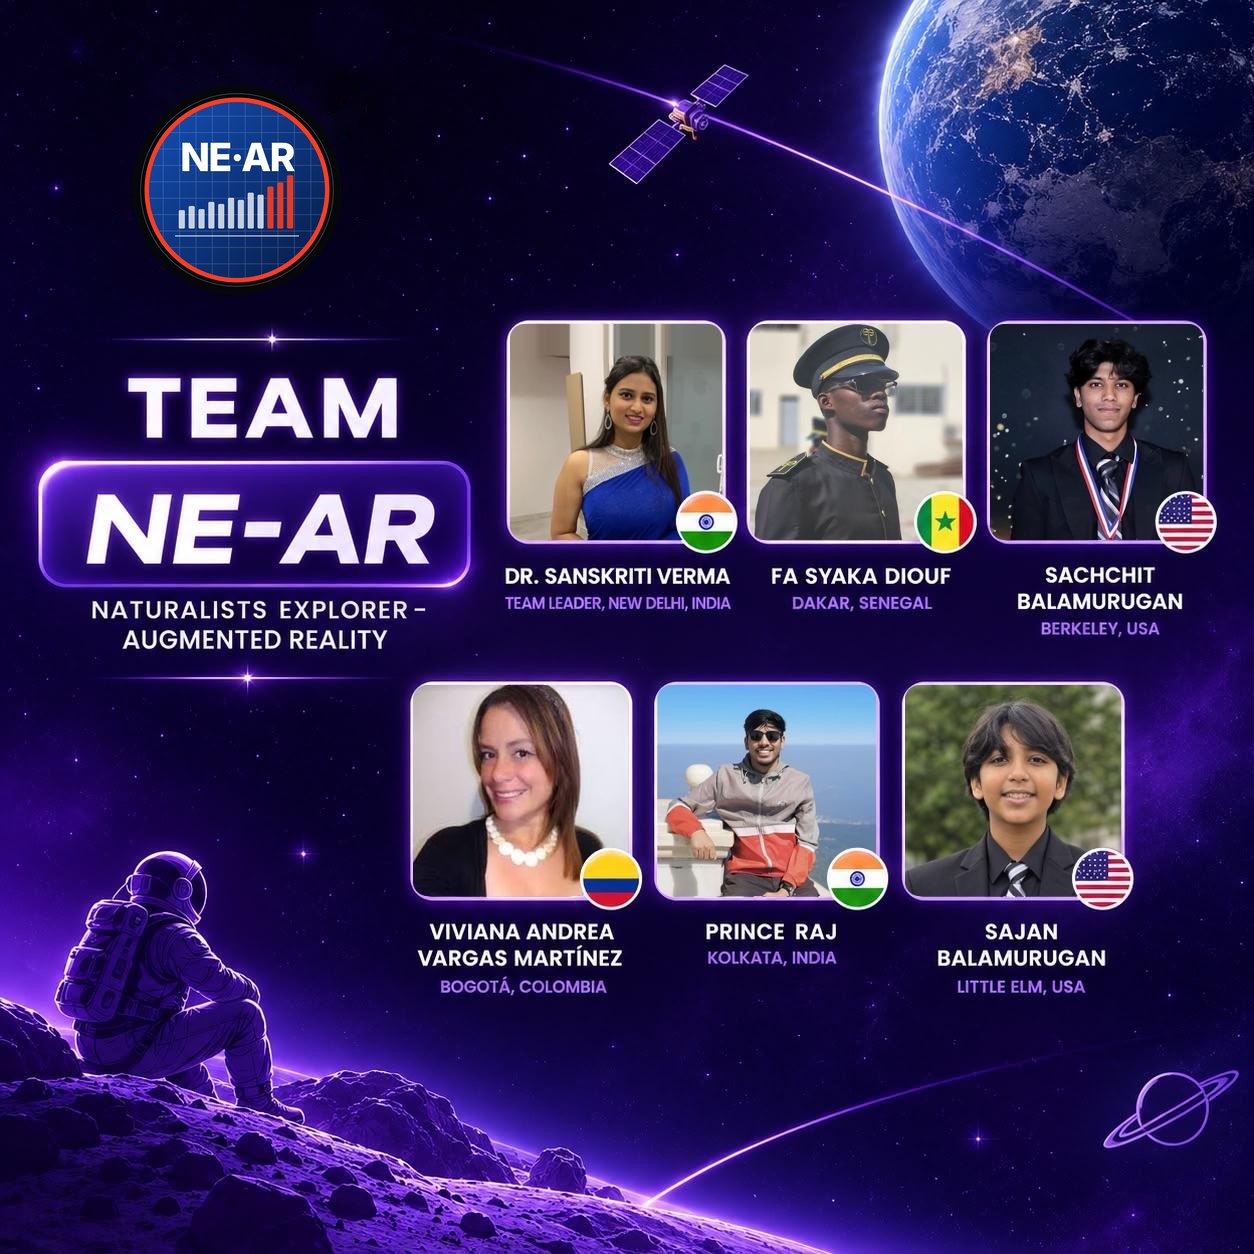 NE·AR
TEAM
NE-AR
NATURALISTS EXPLORER -
AUGMENTED REALITY
DR. SANSKRITI VERMA
TEAM LEADER, NEW DELHI, INDIA
FA SYAKA DIOUF
DAKAR, SENEGAL
SACHCHIT
BALAMURUGAN
BERKELEY, USA
VIVIANA ANDREA
VARGAS MARTÍNEZ
BOGOTÁ, COLOMBIA
PRINCE RAJ
KOLKATA, INDIA
SAJAN
BALAMURUGAN
LITTLE ELM, USA